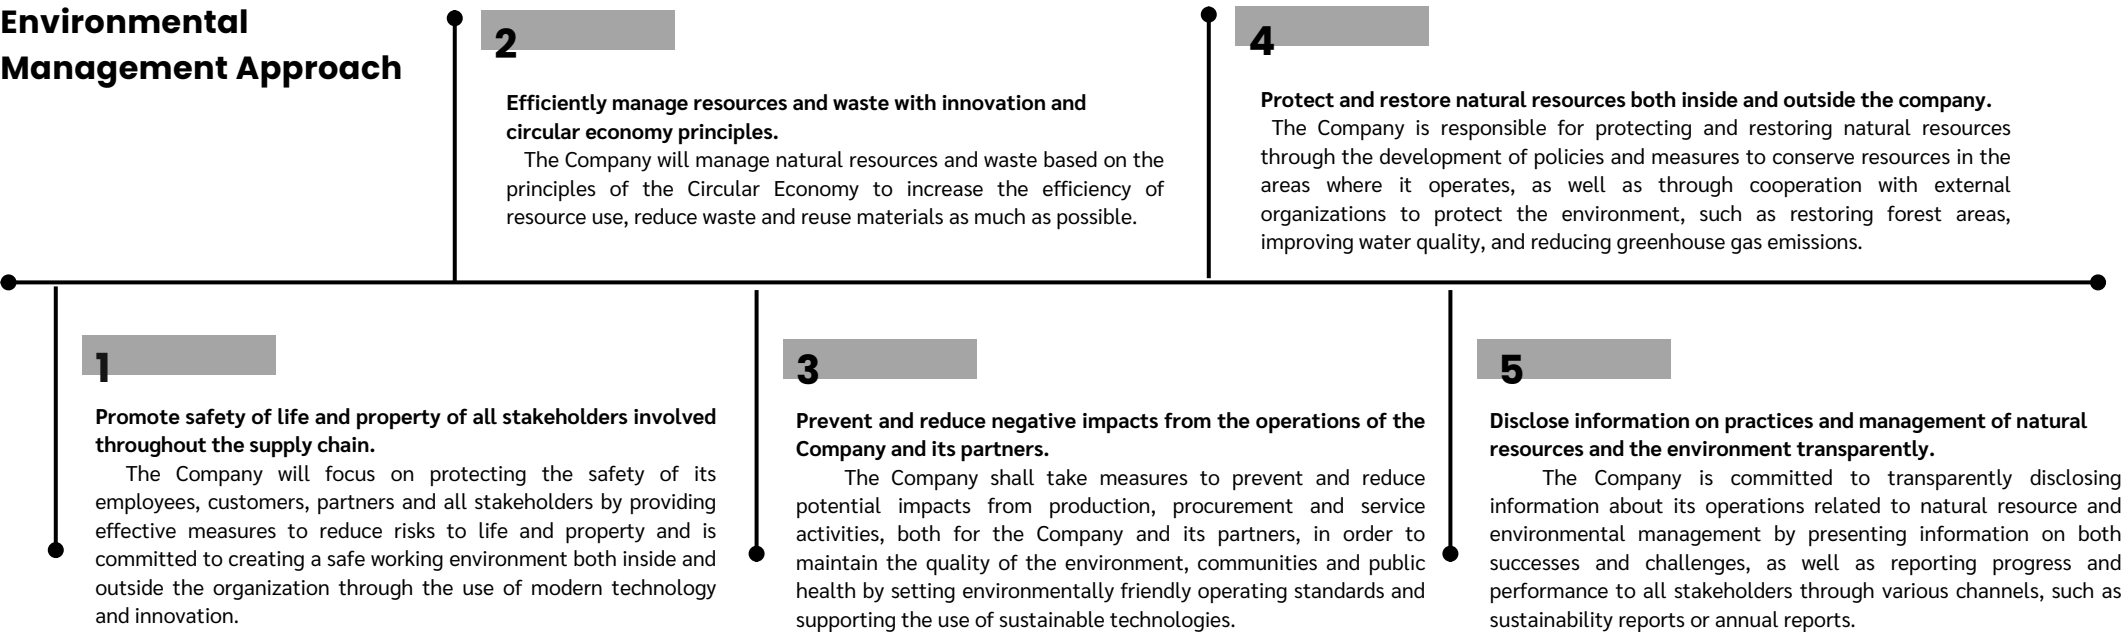 Environmental
Management Approach
1
Promote safety of life and property of all stakeholders involved
throughout the supply chain.
The Company will focus on protecting the safety of its
employees, customers, partners and all stakeholders by providing
effective measures to reduce risks to life and property and is
committed to creating a safe working environment both inside and
outside the organization through the use of modern technology
and innovation.
2
Efficiently manage resources and waste with innovation and
circular economy principles.
The Company will manage natural resources and waste based on the
principles of the Circular Economy to increase the efficiency of
resource use, reduce waste and reuse materials as much as possible.
3
Prevent and reduce negative impacts from the operations of the
Company and its partners.
The Company shall take measures to prevent and reduce
potential impacts from production, procurement and service
activities, both for the Company and its partners, in order to
maintain the quality of the environment, communities and public
health by setting environmentally friendly operating standards and
supporting the use of sustainable technologies.
4
Protect and restore natural resources both inside and outside the company.
The Company is responsible for protecting and restoring natural resources
through the development of policies and measures to conserve resources in the
areas where it operates, as well as through cooperation with external
organizations to protect the environment, such as restoring forest areas,
improving water quality, and reducing greenhouse gas emissions.
5
Disclose information on practices and management of natural
resources and the environment transparently.
The Company is committed to transparently disclosing
information about its operations related to natural resource and
environmental management by presenting information on both
successes and challenges, as well as reporting progress and
performance to all stakeholders through various channels, such as
sustainability reports or annual reports.